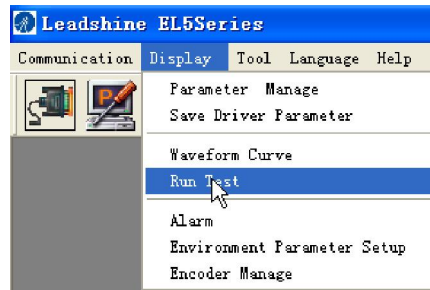 Leadshine EL5Series
Communication Display Tool Language Help
P
Parameter Manage
Save Driver Parameter
Waveform Curve
Run Test
Alarm
Environment Parameter Setup
Encoder Manage